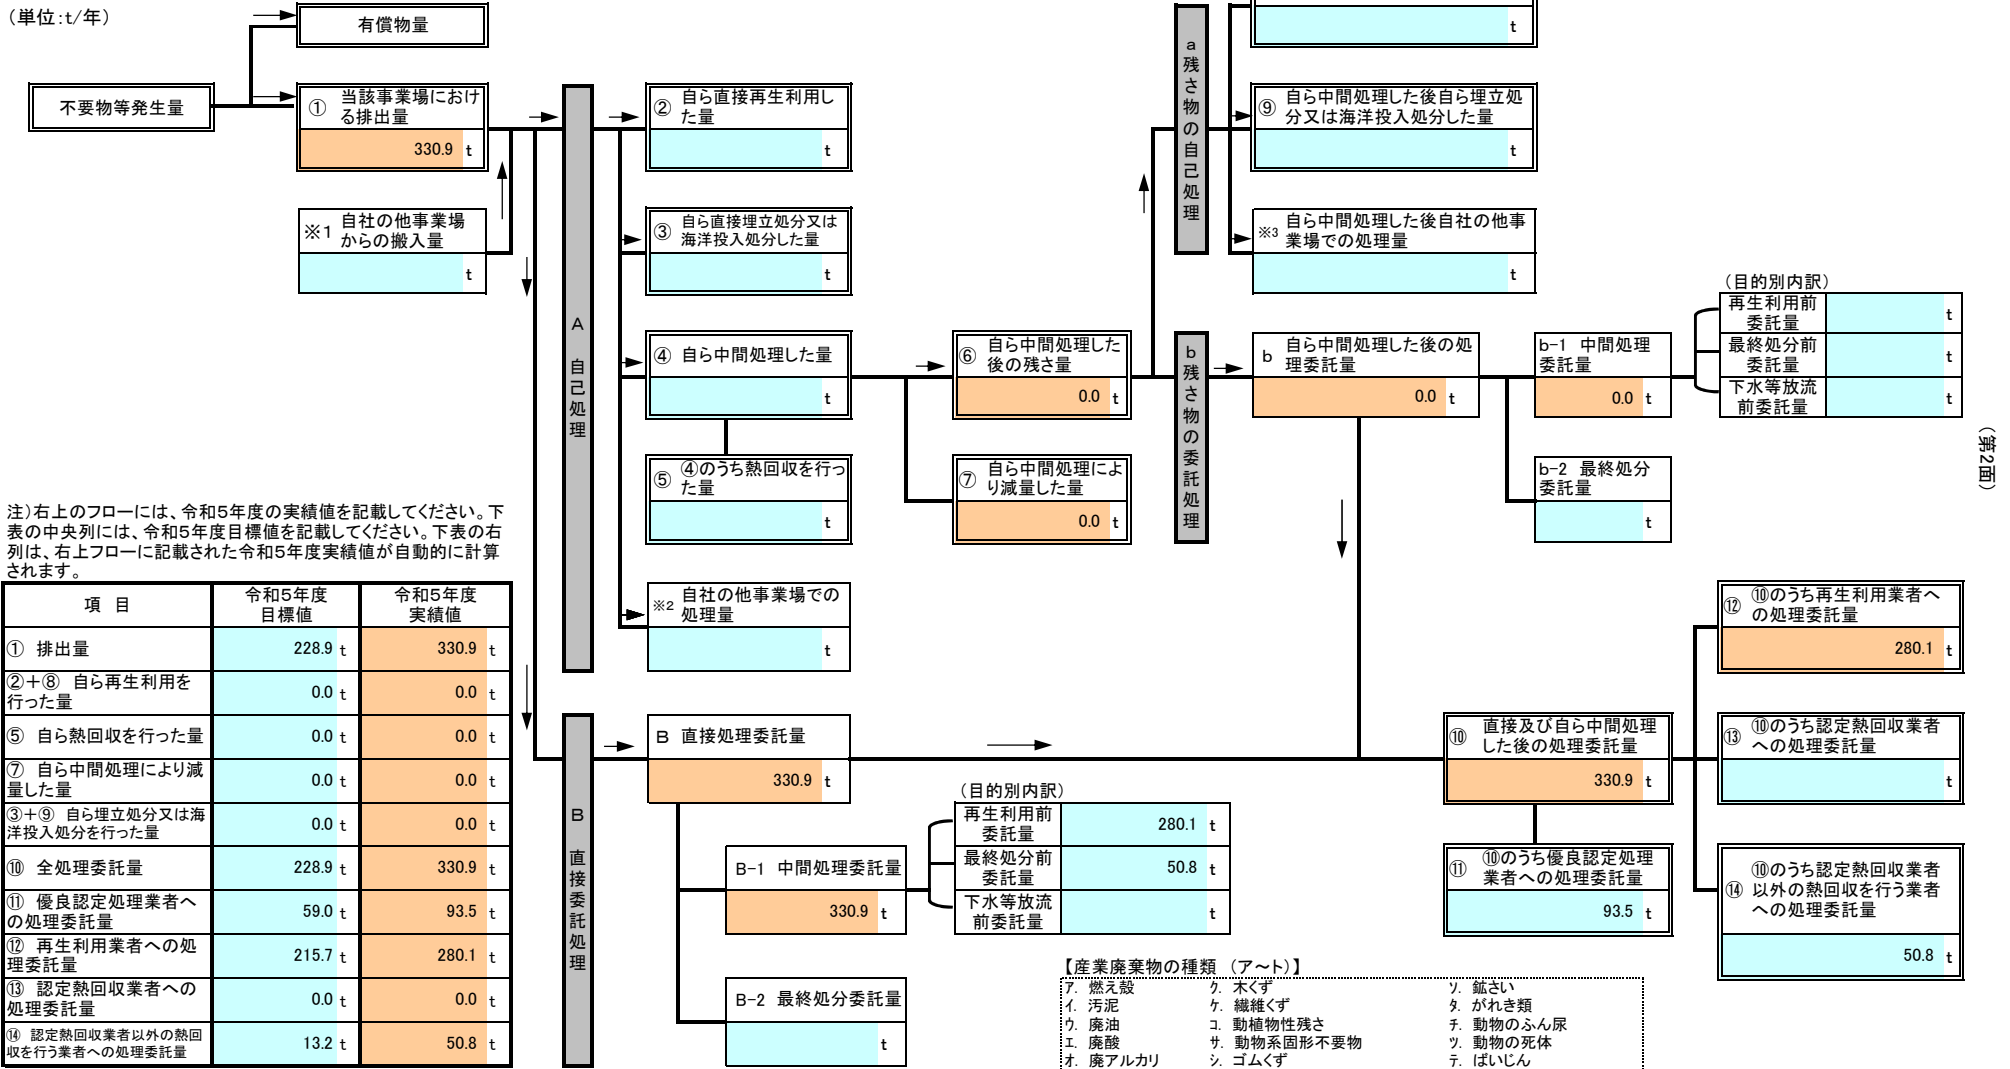 （単位:t/年）
有償物量
不要物等発生量
① 当該事業場におけ
る排出量
330.9 t
※1 自社の他事業場
からの搬入量
t
A 自己処理
② 自ら直接再生利用し
た量
t
③ 自ら直接埋立処分又は
海洋投入処分した量
t
④ 自ら中間処理した量
t
⑤ ④のうち熱回収を行っ
た量
t
※2 自社の他事業場での
処理量
t
⑥ 自ら中間処理した
後の残さ量
0.0 t
⑦ 自ら中間処理によ
り減量した量
0.0 t
a残さ物の自己処理
t
⑨ 自ら中間処理した後自ら埋立処
分又は海洋投入処分した量
t
※3 自ら中間処理した後自社の他事
業場での処理量
t
b残さ物の委託処理
b 自ら中間処理した後の処
理委託量
0.0 t
b-1 中間処理
委託量
0.0 t
b-2 最終処分
委託量
t
（目的別内訳）
再生利用前
委託量 t
最終処分前
委託量 t
下水等放流
前委託量 t
（第2面）
注）右上のフローには、令和5年度の実績値を記載してください。下
表の中央列には、令和5年度目標値を記載してください。下表の右
列は、右上フローに記載された令和5年度実績値が自動的に計算
されます。
項 目 令和5年度
目標値 令和5年度
実績値
① 排出量 228.9 t 330.9 t
②＋⑧ 自ら再生利用を
行った量 0.0 t 0.0 t
⑤ 自ら熱回収を行った量 0.0 t 0.0 t
⑦ 自ら中間処理により減
量した量 0.0 t 0.0 t
③＋⑨ 自ら埋立処分又は海
洋投入処分を行った量 0.0 t 0.0 t
⑩ 全処理委託量 228.9 t 330.9 t
⑪ 優良認定処理業者へ
の処理委託量 59.0 t 93.5 t
⑫ 再生利用業者への処
理委託量 215.7 t 280.1 t
⑬ 認定熱回収業者への
処理委託量 0.0 t 0.0 t
⑭ 認定熱回収業者以外の熱回
収を行う業者への処理委託量 13.2 t 50.8 t
B 直接委託処理
B 直接処理委託量
330.9 t
B-1 中間処理委託量
330.9 t
B-2 最終処分委託量
t
（目的別内訳）
再生利用前
委託量 280.1 t
最終処分前
委託量 50.8 t
下水等放流
前委託量 t
⑩ 直接及び自ら中間処理
した後の処理委託量
330.9 t
⑪ ⑩のうち優良認定処理
業者への処理委託量
93.5 t
⑫ ⑩のうち再生利用業者へ
の処理委託量
280.1 t
⑬ ⑩のうち認定熱回収業者
への処理委託量
t
⑭ ⑩のうち認定熱回収業者
以外の熱回収を行う業者
への処理委託量
50.8 t
【産業廃棄物の種類 （ア～ト）】
ア. 燃え殻 ク. 木くず ソ. 鉱さい
イ. 汚泥 ケ. 繊維くず タ. がれき類
ウ. 廃油 コ. 動植物性残さ チ. 動物のふん尿
エ. 廃酸 サ. 動物系固形不要物 ツ. 動物の死体
オ. 廃アルカリ シ. ゴムくず テ. ばいじん